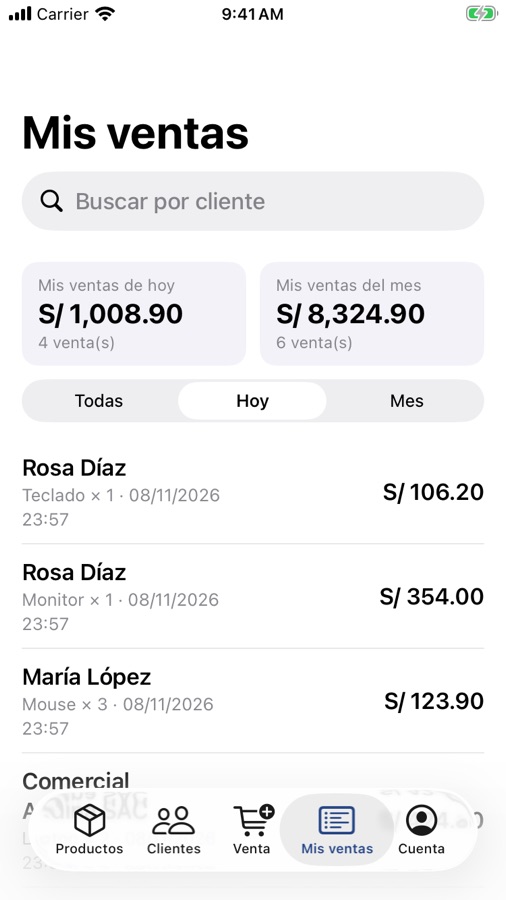 Carrier
9:41 AM
Mis ventas
Buscar por cliente
Mis ventas de hoy
S/ 1,008.90
4 venta(s)
Mis ventas del mes
S/ 8,324.90
6 venta(s)
Todas
Hoy
Mes
Rosa Díaz
Teclado × 1 · 08/11/2026
23:57
S/ 106.20
Rosa Díaz
Monitor × 1 · 08/11/2026
23:57
S/ 354.00
María López
Mouse × 3 · 08/11/2026
23:57
S/ 123.90
Comercial
Productos
Clientes
Venta
Mis ventas
Cuenta